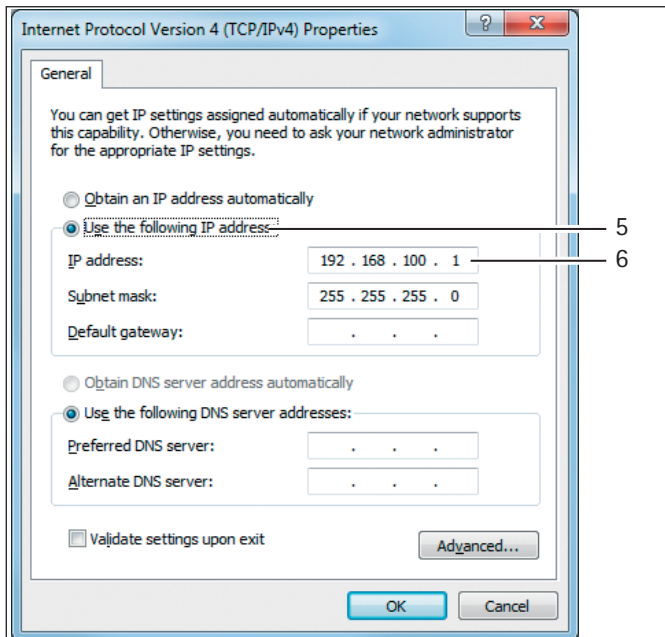 Internet Protocol Version 4 (TCP/IPv4) Properties
General
You can get IP settings assigned automatically if your network supports
this capability. Otherwise, you need to ask your network administrator
for the appropriate IP settings.
Obtain an IP address automatically
Use the following IP address 5
IP address: 192 . 168 . 100 . 1 6
Subnet mask: 255 . 255 . 255 . 0
Default gateway: . . .
Obtain DNS server address automatically
Use the following DNS server addresses:
Preferred DNS server: . . .
Alternate DNS server: . . .
Validate settings upon exit
Advanced...
OK Cancel